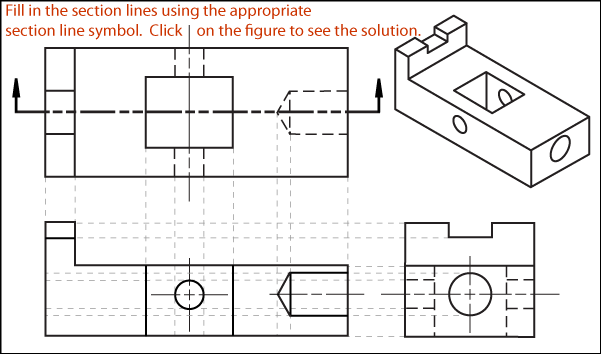 Fill in the section lines using the appropriate
section line symbol. Click on the figure to see the solution.